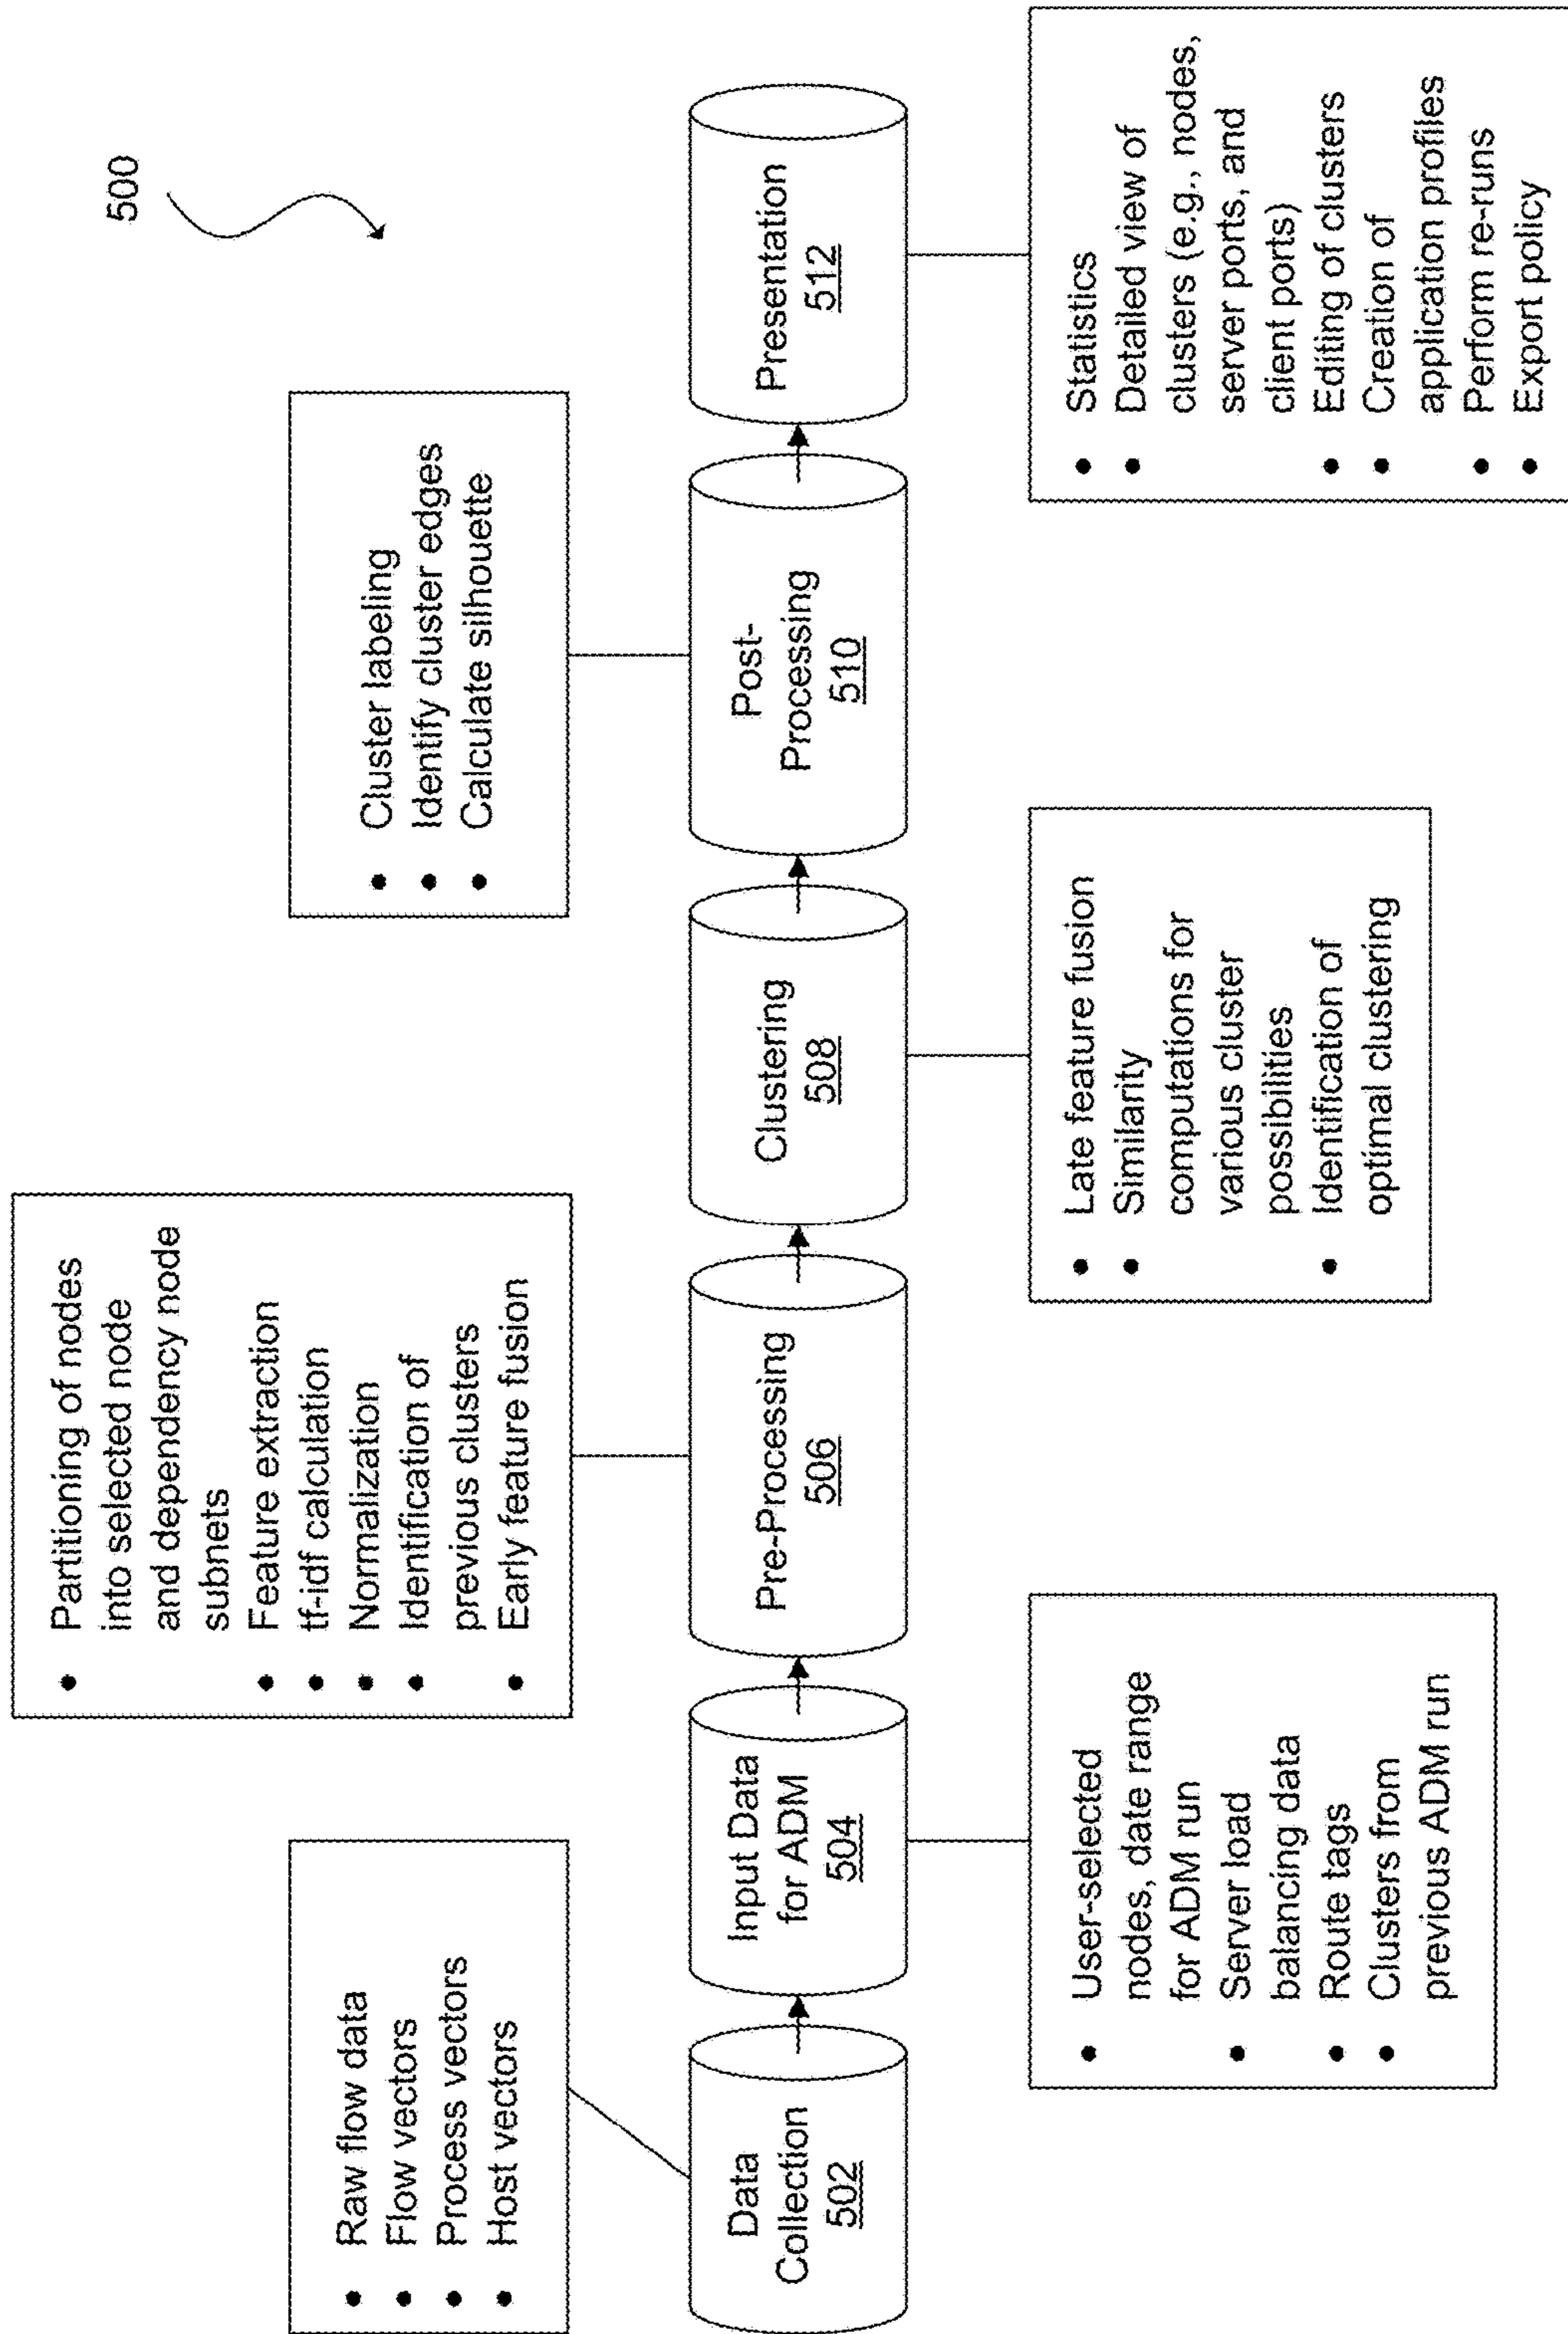 500
• Raw flow data
• Flow vectors
• Process vectors
• Host vectors
• Partitioning of nodes
into selected node
and dependency node
subnets
• Feature extraction
• tf-idf calculation
• Normalization
• Identification of
previous clusters
• Early feature fusion
• Cluster labeling
• Identify cluster edges
• Calculate silhouette
Data
Collection
502
Input Data
for ADM
504
Pre-Processing
506
Clustering
508
Post-
Processing
510
Presentation
512
• User-selected
nodes, date range
for ADM run
• Server load
balancing data
• Route tags
• Clusters from
previous ADM run
• Late feature fusion
• Similarity
computations for
various cluster
possibilities
• Identification of
optimal clustering
• Statistics
• Detailed view of
clusters (e.g., nodes,
server ports, and
client ports)
• Editing of clusters
• Creation of
application profiles
• Perform re-runs
• Export policy